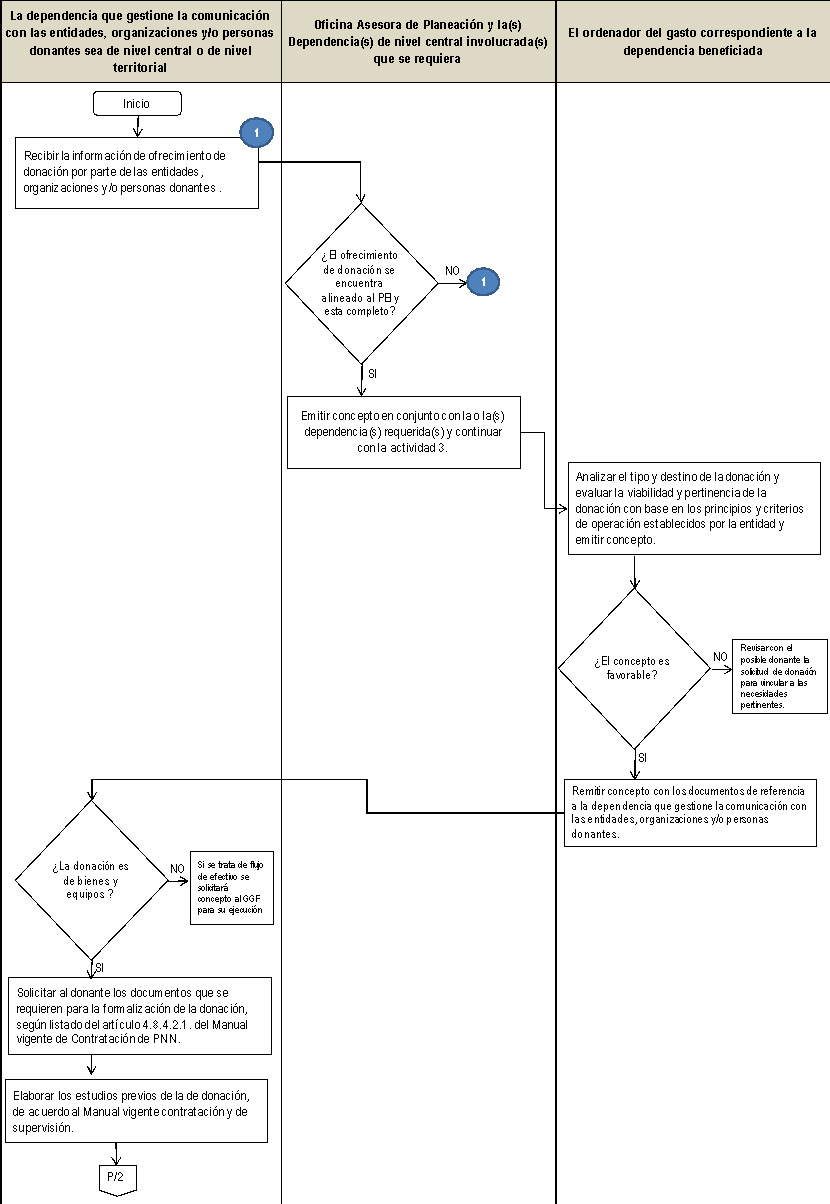 La dependencia que gestione la comunicación
con las entidades, organizaciones y/o personas
donantes sea de nivel central o de nivel
territorial
Oficina Asesora de Planeación y la(s)
Dependencia(s) de nivel central involucrada(s)
que se requiera
El ordenador del gasto correspondiente a la
dependencia beneficiada
Inicio
1
Recibir la información de ofrecimiento de
donación por parte de las entidades,
organizaciones y/o personas donantes .
¿El ofrecimiento
de donación se
encuentra
alineado al PEI y
esta completo?
NO
1
SI
Emitir concepto en conjunto con la o la(s)
dependencia(s) requerida(s) y continuar
con la actividad 3.
Analizar el tipo y destino de la donación y
evaluar la viabilidad y pertinencia de la
donación con base en los principios y criterios
de operación establecidos por la entidad y
emitir concepto.
¿El concepto es
favorable?
NO
Revisar con el
posible donante la
solicitud de donación
para vincular a las
necesidades
pertinentes.
SI
Remitir concepto con los documentos de referencia
a la dependencia que gestione la comunicación con
las entidades, organizaciones y/o personas
donantes.
¿La donación es
de bienes y
equipos ?
NO
Si se trata de flujo
de efectivo se
solicitará
concepto al GGF
para su ejecución
SI
Solicitar al donante los documentos que se
requieren para la formalización de la donación,
según listado del artículo 4.8.4.2.1. del Manual
vigente de Contratación de PNN.
Elaborar los estudios previos de la de donación,
de acuerdo al Manual vigente contratación y de
supervisión.
P/2